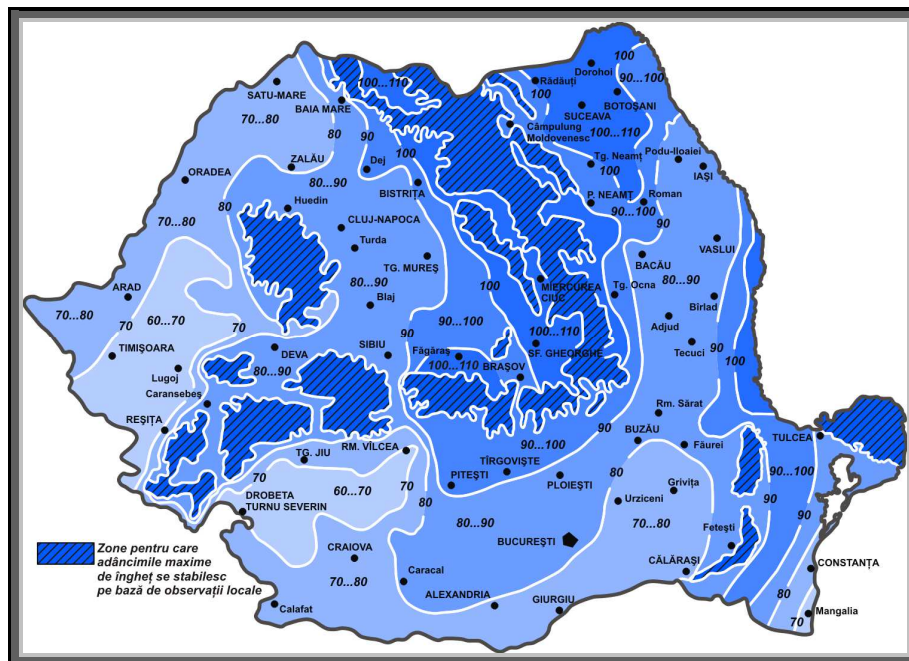 100
Dorohoi
90...100
100...110
Rădăuți
100
SATU-MARE
BAIA MARE
BOTOȘANI
SUCEAVA
70...80
80
90
Câmpulung
Moldovenesc
100...110
100
ZALĂU
Dej
Tg. Neamț
100
Podu-Iloaiei
IAȘI
ORADEA
80...90
BISTRIȚA
80
Huedin
P. NEAMȚ
Roman
90...100
70...80
CLUJ-NAPOCA
90
Turda
VASLUI
TG. MUREȘ
BACĂU
80...90
100
MIERCUREA
CIUC
Tg. Ocna
ARAD
80...90
Blaj
Bîrlad
70...80
70
60...70
70
90...100
Adjud
90
100...110
TIMIȘOARA
DEVA
SIBIU
Făgăraș
SF. GHEORGHE
Tecuci
90
100
Lugoj
80...90
100...110
BRAȘOV
Caransebeș
Rm. Sărat
REȘIȚA
90
BUZĂU
TULCEA
90...100
Făurei
RM. VÎLCEA
TG. JIU
TÎRGOVIȘTE
90...100
70
70
PITEȘTI
PLOIEȘTI
80
60...70
Grivița
90
DROBETA
TURNU SEVERIN
80
Urziceni
90
80...90
70...80
Fetești
BUCUREȘTI
Zone pentru care
adâncimile maxime
de îngheț se stabilesc
pe bază de observații locale
CRAIOVA
CĂLĂRAȘI
CONSTANȚA
70...80
Caracal
80
ALEXANDRIA
Calafat
GIURGIU
Mangalia
70